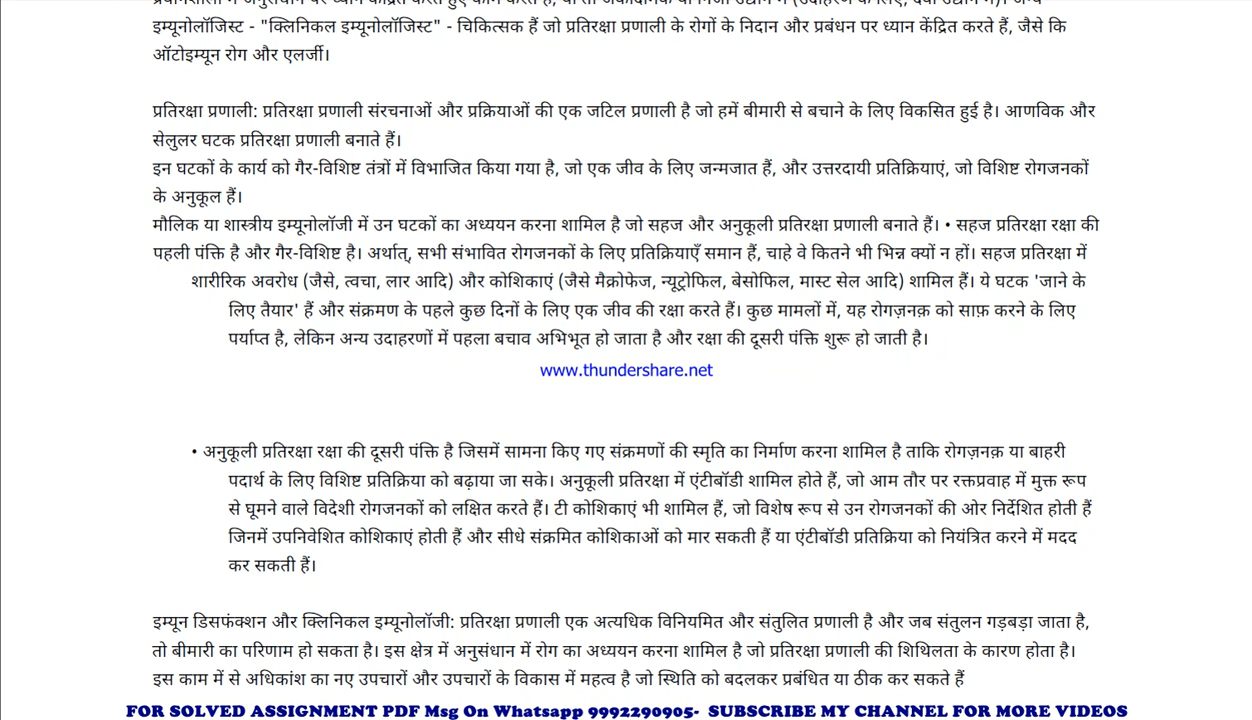 इम्यूनोलॉजिस्ट - "क्लिनिकल इम्यूनोलॉजिस्ट" - चिकित्सक हैं जो प्रतिरक्षा प्रणाली के रोगों के निदान और प्रबंधन पर ध्यान केंद्रित करते हैं, जैसे कि
ऑटोइम्यून रोग और एलर्जी।
प्रतिरक्षा प्रणाली: प्रतिरक्षा प्रणाली संरचनाओं और प्रक्रियाओं की एक जटिल प्रणाली है जो हमें बीमारी से बचाने के लिए विकसित हुई है। आणविक और
सेलुलर घटक प्रतिरक्षा प्रणाली बनाते हैं।
इन घटकों के कार्य को गैर-विशिष्ट तंत्रों में विभाजित किया गया है, जो एक जीव के लिए जन्मजात हैं, और उत्तरदायी प्रतिक्रियाएं, जो विशिष्ट रोगजनकों
के अनुकूल हैं।
मौलिक या शास्त्रीय इम्यूनोलॉजी में उन घटकों का अध्ययन करना शामिल है जो सहज और अनुकूली प्रतिरक्षा प्रणाली बनाते हैं। • सहज प्रतिरक्षा रक्षा की
पहली पंक्ति है और गैर-विशिष्ट है। अर्थात्, सभी संभावित रोगजनकों के लिए प्रतिक्रियाएँ समान हैं, चाहे वे कितने भी भिन्न क्यों न हों। सहज प्रतिरक्षा में
शारीरिक अवरोध (जैसे, त्वचा, लार आदि) और कोशिकाएं (जैसे मैक्रोफेज, न्यूट्रोफिल, बेसोफिल, मास्ट सेल आदि) शामिल हैं। ये घटक 'जाने के
लिए तैयार' हैं और संक्रमण के पहले कुछ दिनों के लिए एक जीव की रक्षा करते हैं। कुछ मामलों में, यह रोगज़नक़ को साफ़ करने के लिए
पर्याप्त है, लेकिन अन्य उदाहरणों में पहला बचाव अभिभूत हो जाता है और रक्षा की दूसरी पंक्ति शुरू हो जाती है।
www.thundershare.net
• अनुकूली प्रतिरक्षा रक्षा की दूसरी पंक्ति है जिसमें सामना किए गए संक्रमणों की स्मृति का निर्माण करना शामिल है ताकि रोगज़नक़ या बाहरी
पदार्थ के लिए विशिष्ट प्रतिक्रिया को बढ़ाया जा सके। अनुकूली प्रतिरक्षा में एंटीबॉडी शामिल होते हैं, जो आम तौर पर रक्तप्रवाह में मुक्त रूप
से घूमने वाले विदेशी रोगजनकों को लक्षित करते हैं। टी कोशिकाएं भी शामिल हैं, जो विशेष रूप से उन रोगजनकों की ओर निर्देशित होती हैं
जिनमें उपनिवेशित कोशिकाएं होती हैं और सीधे संक्रमित कोशिकाओं को मार सकती हैं या एंटीबॉडी प्रतिक्रिया को नियंत्रित करने में मदद
कर सकती हैं।
इम्यून डिसफंक्शन और क्लिनिकल इम्यूनोलॉजी: प्रतिरक्षा प्रणाली एक अत्यधिक विनियमित और संतुलित प्रणाली है और जब संतुलन गड़बड़ा जाता है,
तो बीमारी का परिणाम हो सकता है। इस क्षेत्र में अनुसंधान में रोग का अध्ययन करना शामिल है जो प्रतिरक्षा प्रणाली की शिथिलता के कारण होता है।
इस काम में से अधिकांश का नए उपचारों और उपचारों के विकास में महत्व है जो स्थिति को बदलकर प्रबंधित या ठीक कर सकते हैं
FOR SOLVED ASSIGNMENT PDF Msg On Whatsapp 9992290905- SUBSCRIBE MY CHANNEL FOR MORE VIDEOS